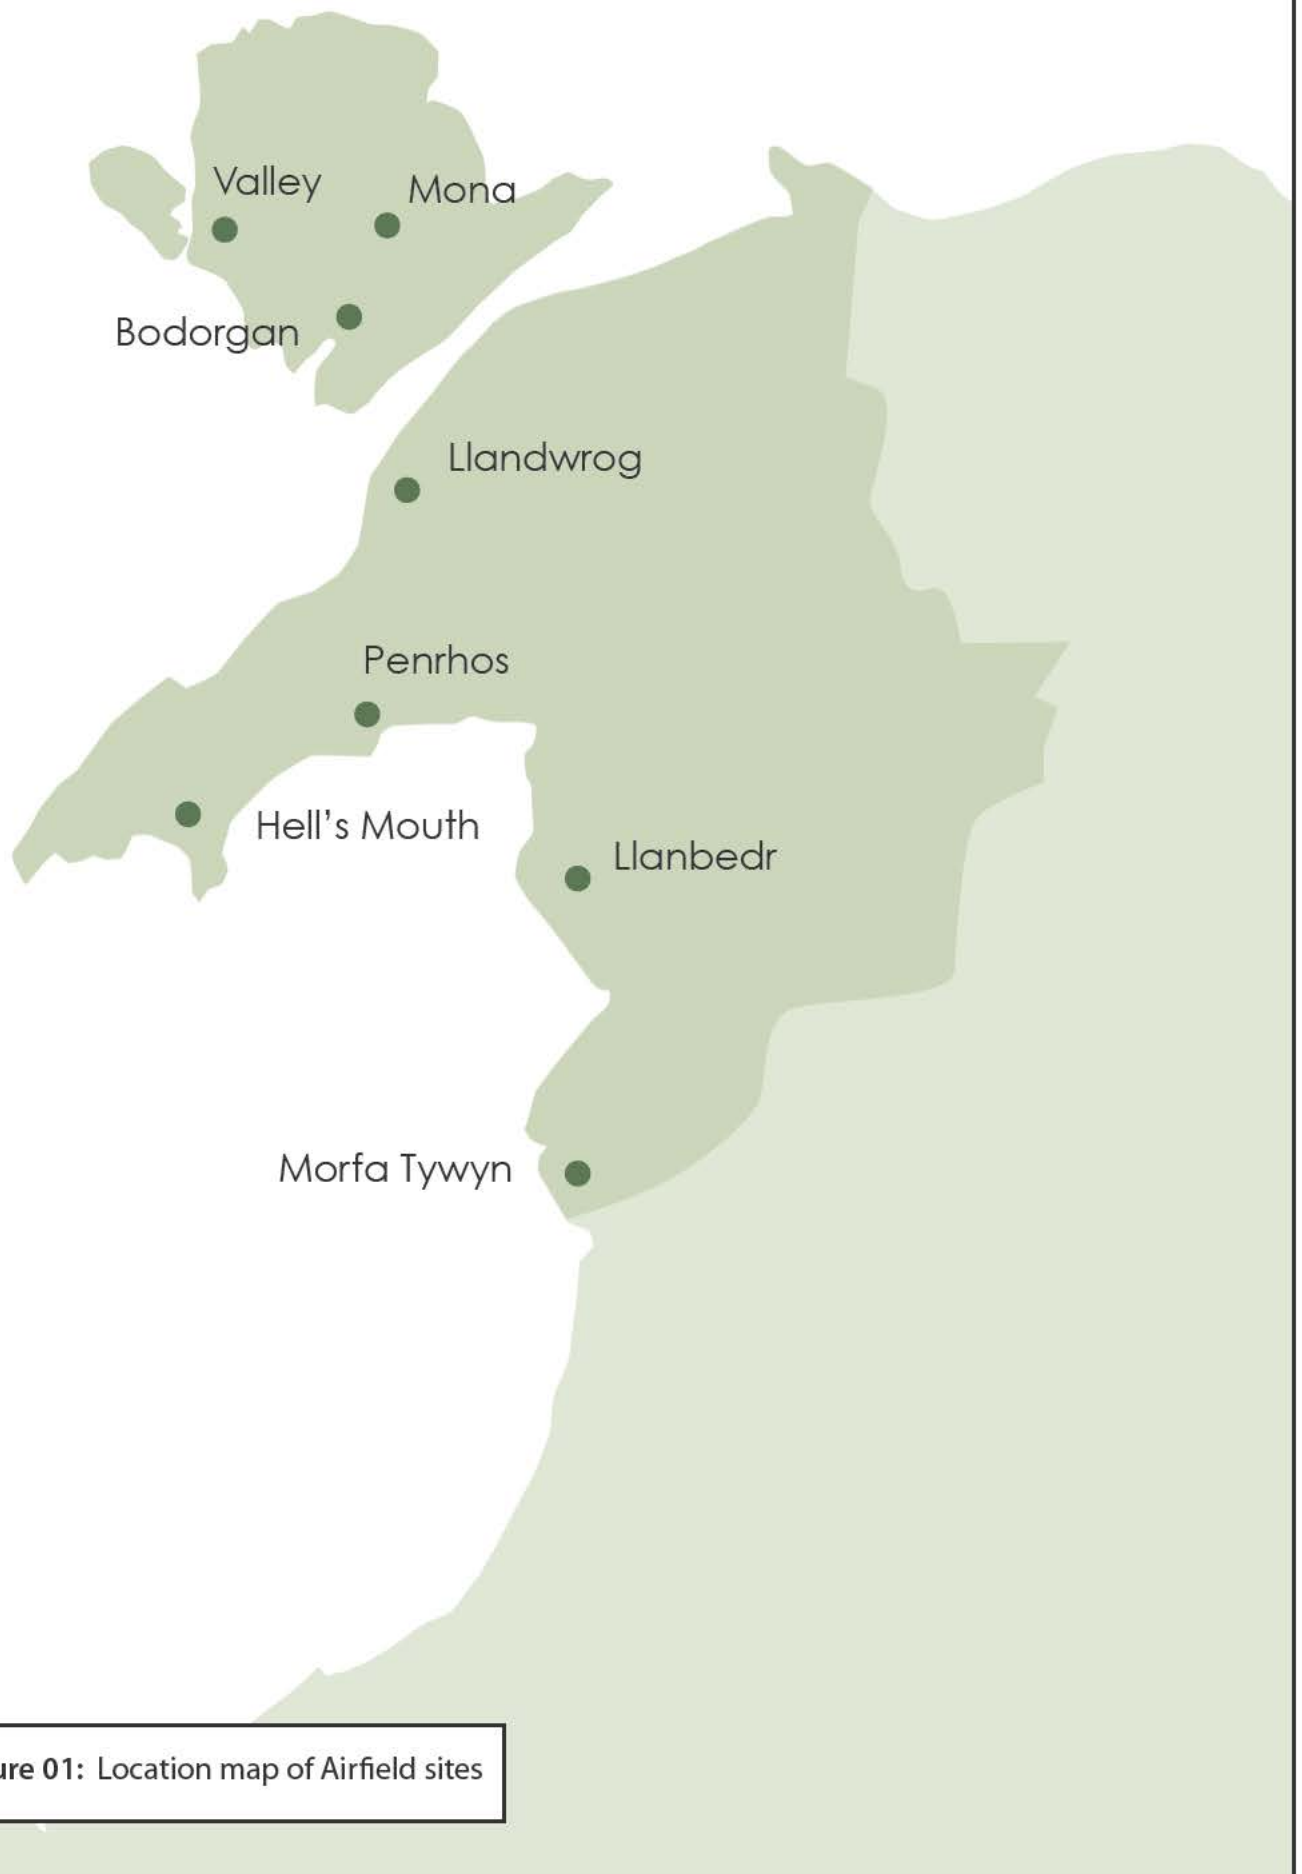 Valley
Mona
Bodorgan
Llandwrog
Penrhos
Hell's Mouth
Llanbedr
Morfa Tywyn
ure 01: Location map of Airfield sites